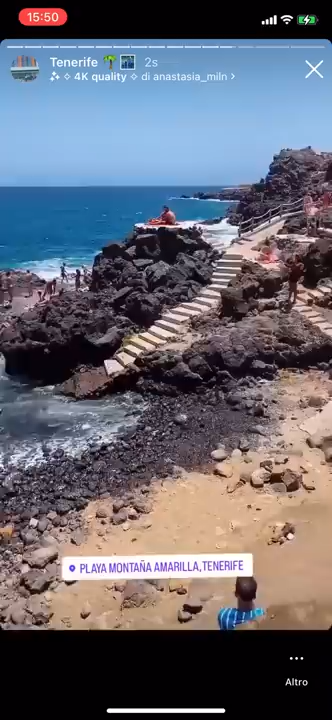 15:50
Tenerife 🌴🌃 2s
✨ ✧ 4K quality ✧ di anastasia_miln >
PLAYA MONTAÑA AMARILLA,TENERIFE
Altro